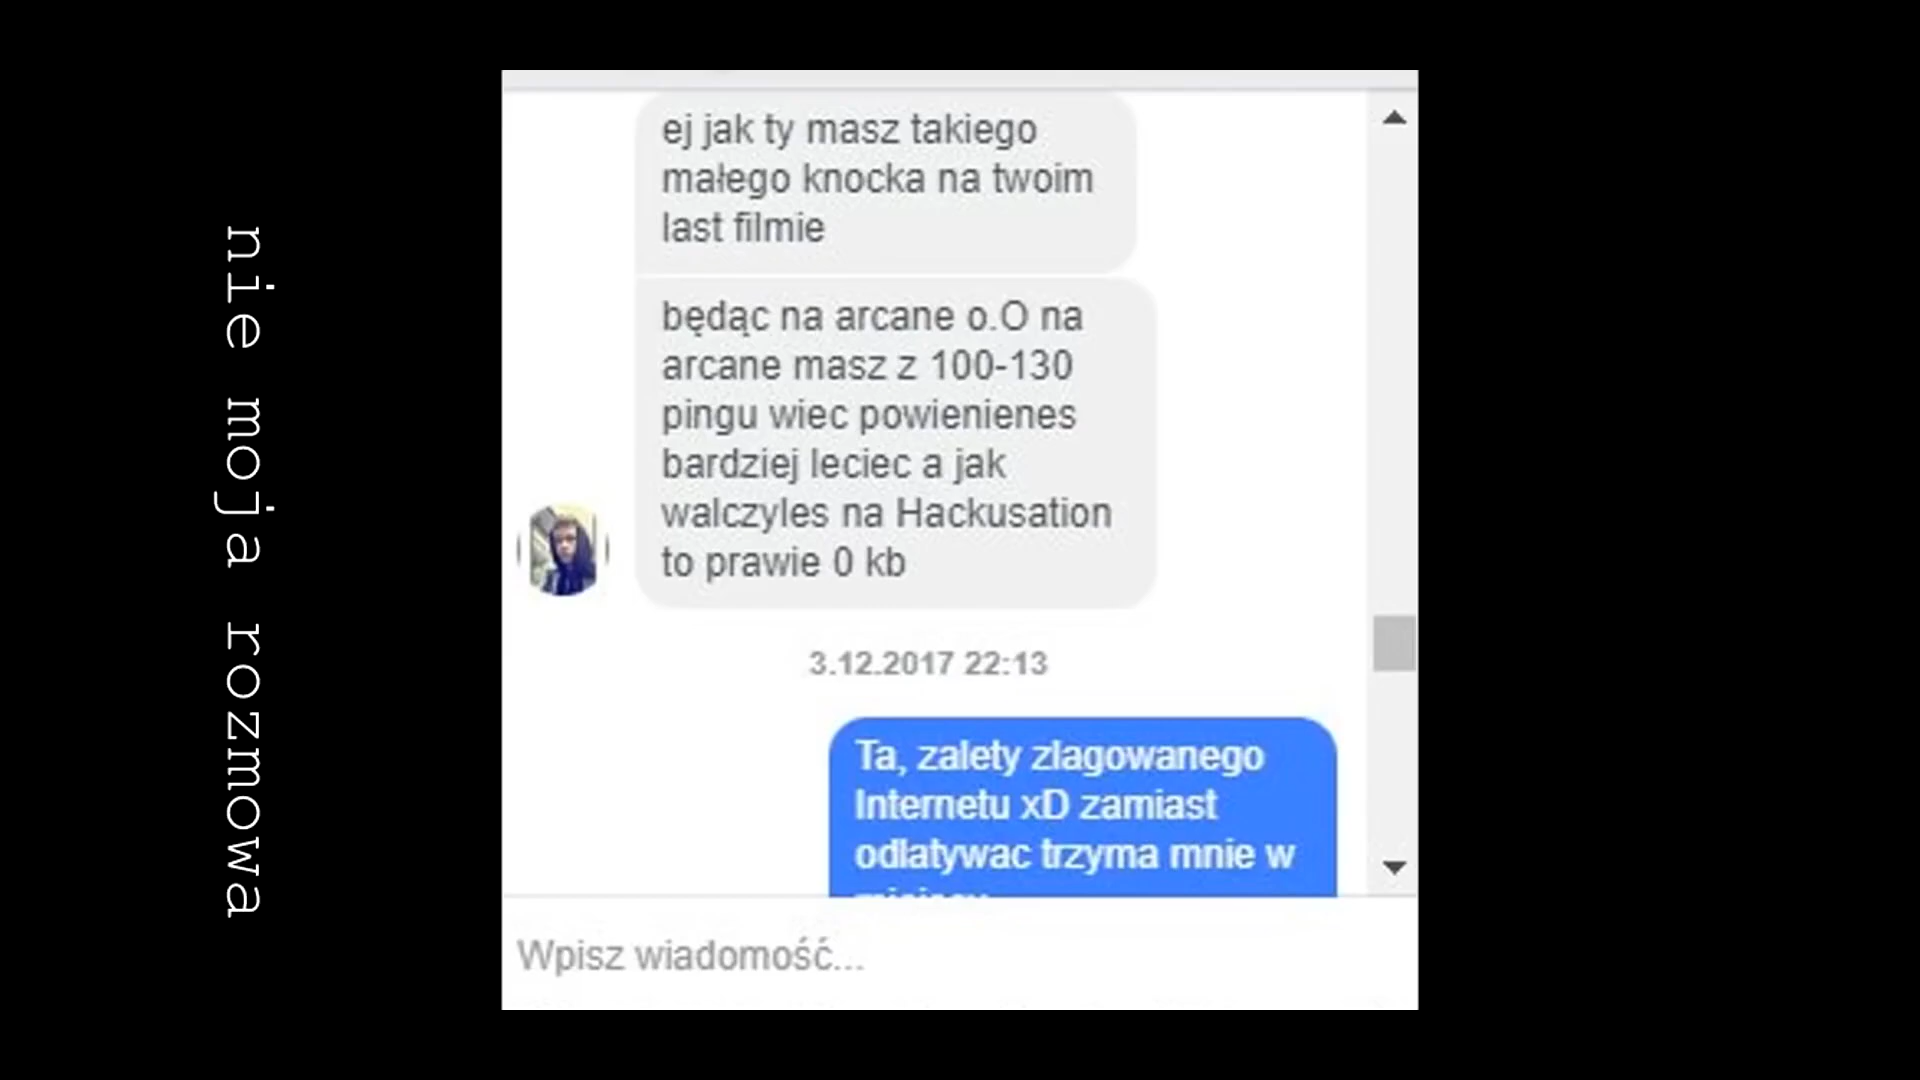 nie moja rozmowa
ej jak ty masz takiego
małego knocka na twoim
last filmie
będąc na arcane o.O na
arcane masz z 100-130
pingu wiec powienienes
bardziej leciec a jak
walczyles na Hackusation
to prawie 0 kb
3.12.2017 22:13
Ta, zalety zlagowanego
Internetu xD zamiast
odlatywac trzyma mnie w
Wpisz wiadomość...